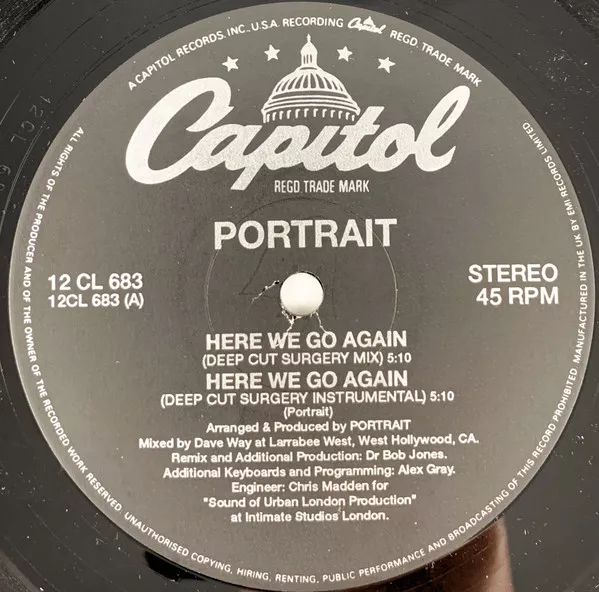 A CAPITOL RECORDS, INC., U.S.A. RECORDING Capitol REGD. TRADE MARK
Capitol
REGD TRADE MARK
PORTRAIT
12 CL 683
12CL 683 (A)
STEREO
45 RPM
HERE WE GO AGAIN
(DEEP CUT SURGERY MIX) 5:10
HERE WE GO AGAIN
(DEEP CUT SURGERY INSTRUMENTAL) 5:10
(Portrait)
Arranged & Produced by PORTRAIT
Mixed by Dave Way at Larrabee West, West Hollywood, CA.
Remix and Additional Production: Dr Bob Jones.
Additional Keyboards and Programming: Alex Gray.
Engineer: Chris Madden for
"Sound of Urban London Production"
at Intimate Studios London.
ALL RIGHTS OF THE PRODUCER AND OF THE OWNER OF THE RECORDED WORK RESERVED. UNAUTHORISED COPYING, HIRING, RENTING, PUBLIC PERFORMANCE AND BROADCASTING OF THIS RECORD PROHIBITED. MANUFACTURED IN THE UK BY EMI RECORDS LIMITED
12CL 6